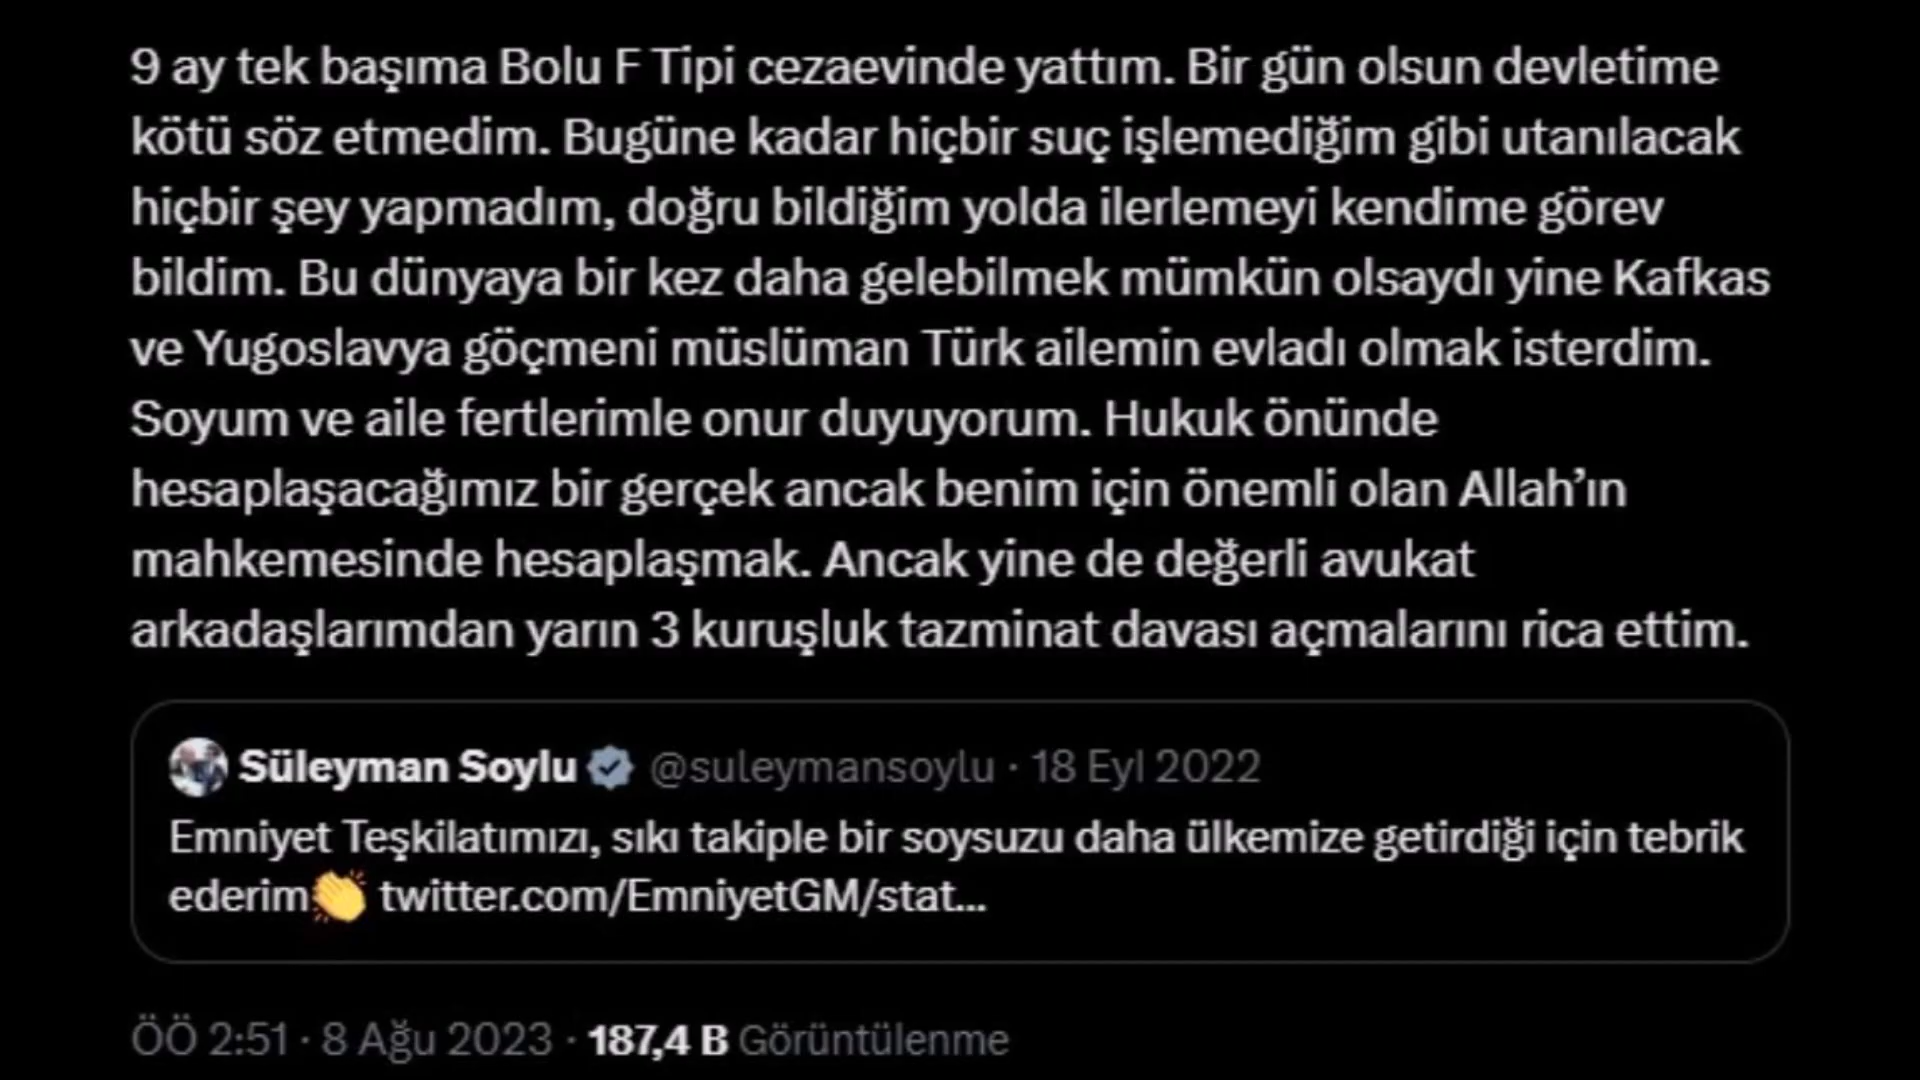 9 ay tek başıma Bolu F Tipi cezaevinde yattım. Bir gün olsun devletime
kötü söz etmedim. Bugüne kadar hiçbir suç işlemediğim gibi utanılacak
hiçbir şey yapmadım, doğru bildiğim yolda ilerlemeyi kendime görev
bildim. Bu dünyaya bir kez daha gelebilmek mümkün olsaydı yine Kafkas
ve Yugoslavya göçmeni müslüman Türk ailemin evladı olmak isterdim.
Soyum ve aile fertlerimle onur duyuyorum. Hukuk önünde
hesaplaşacağımız bir gerçek ancak benim için önemli olan Allah’ın
mahkemesinde hesaplaşmak. Ancak yine de değerli avukat
arkadaşlarımdan yarın 3 kuruşluk tazminat davası açmalarını rica ettim.
Süleyman Soylu @suleymansoylu · 18 Eyl 2022
Emniyet Teşkilatımızı, sıkı takiple bir soysuzu daha ülkemize getirdiği için tebrik
ederim👏 twitter.com/EmniyetGM/stat...
ÖÖ 2:51 · 8 Ağu 2023 · 187,4 B Görüntülenme